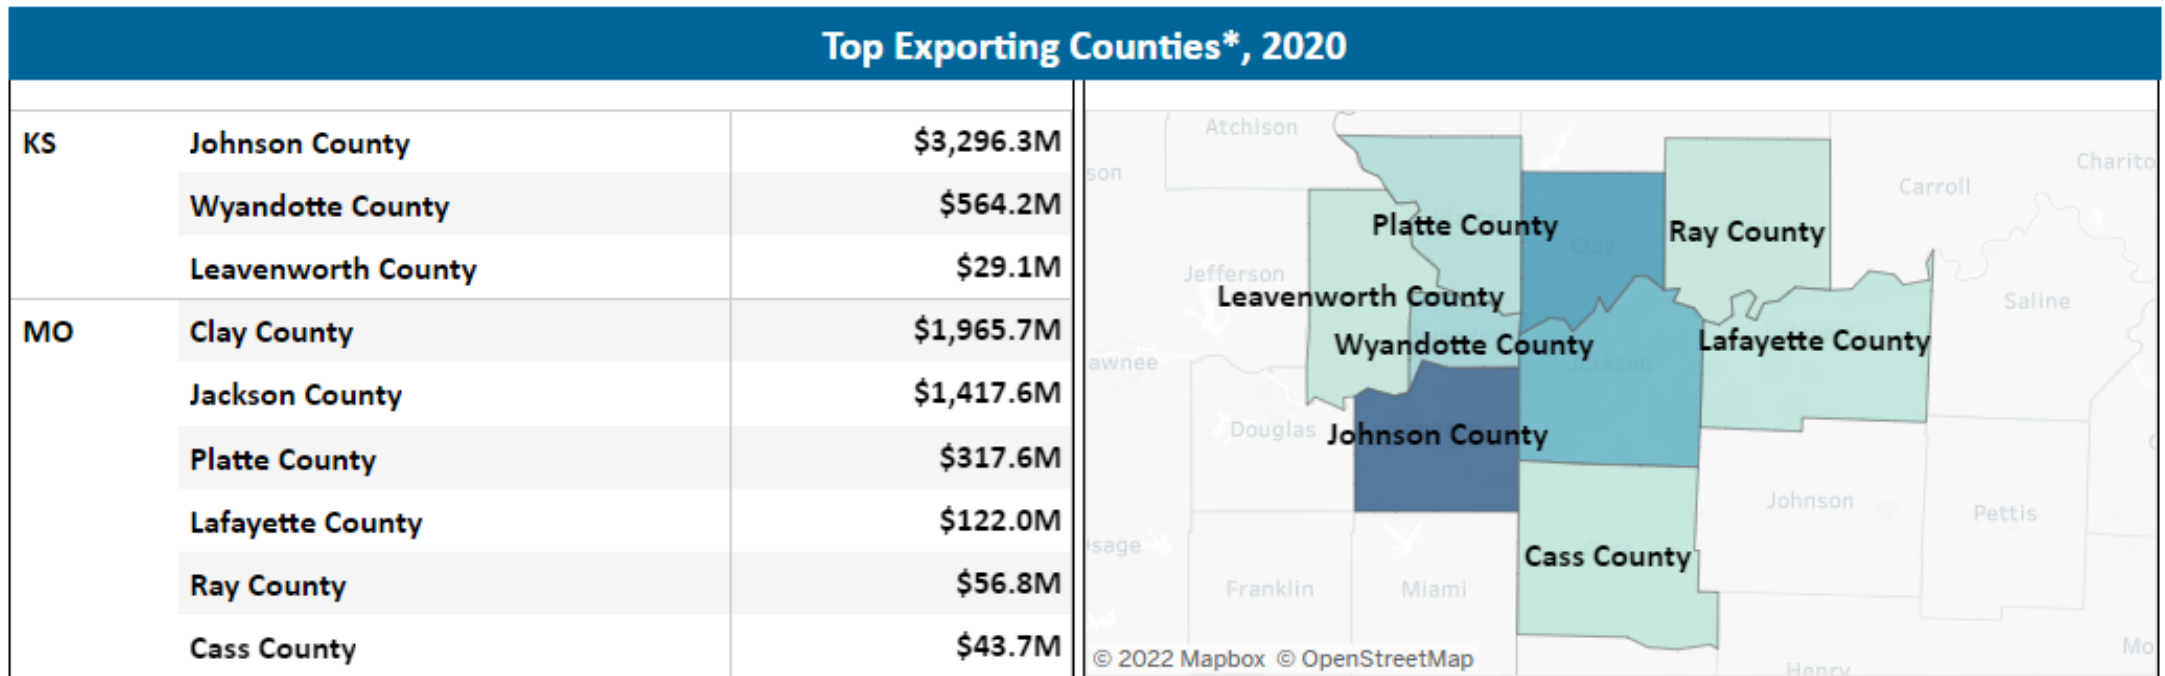 Top Exporting Counties*, 2020
KS Johnson County $3,296.3M
Wyandotte County $564.2M
Leavenworth County $29.1M
MO Clay County $1,965.7M
Jackson County $1,417.6M
Platte County $317.6M
Lafayette County $122.0M
Ray County $56.8M
Cass County $43.7M
Atchison
Charito
son
Carroll
Platte County
Ray County
Clay
Jefferson
Leavenworth County
Saline
Wyandotte County
Lafayette County
awnee
Jackson
Douglas
Johnson County
Johnson
Pettis
sage
Cass County
Franklin
Miami
Mo
© 2022 Mapbox © OpenStreetMap
Henry